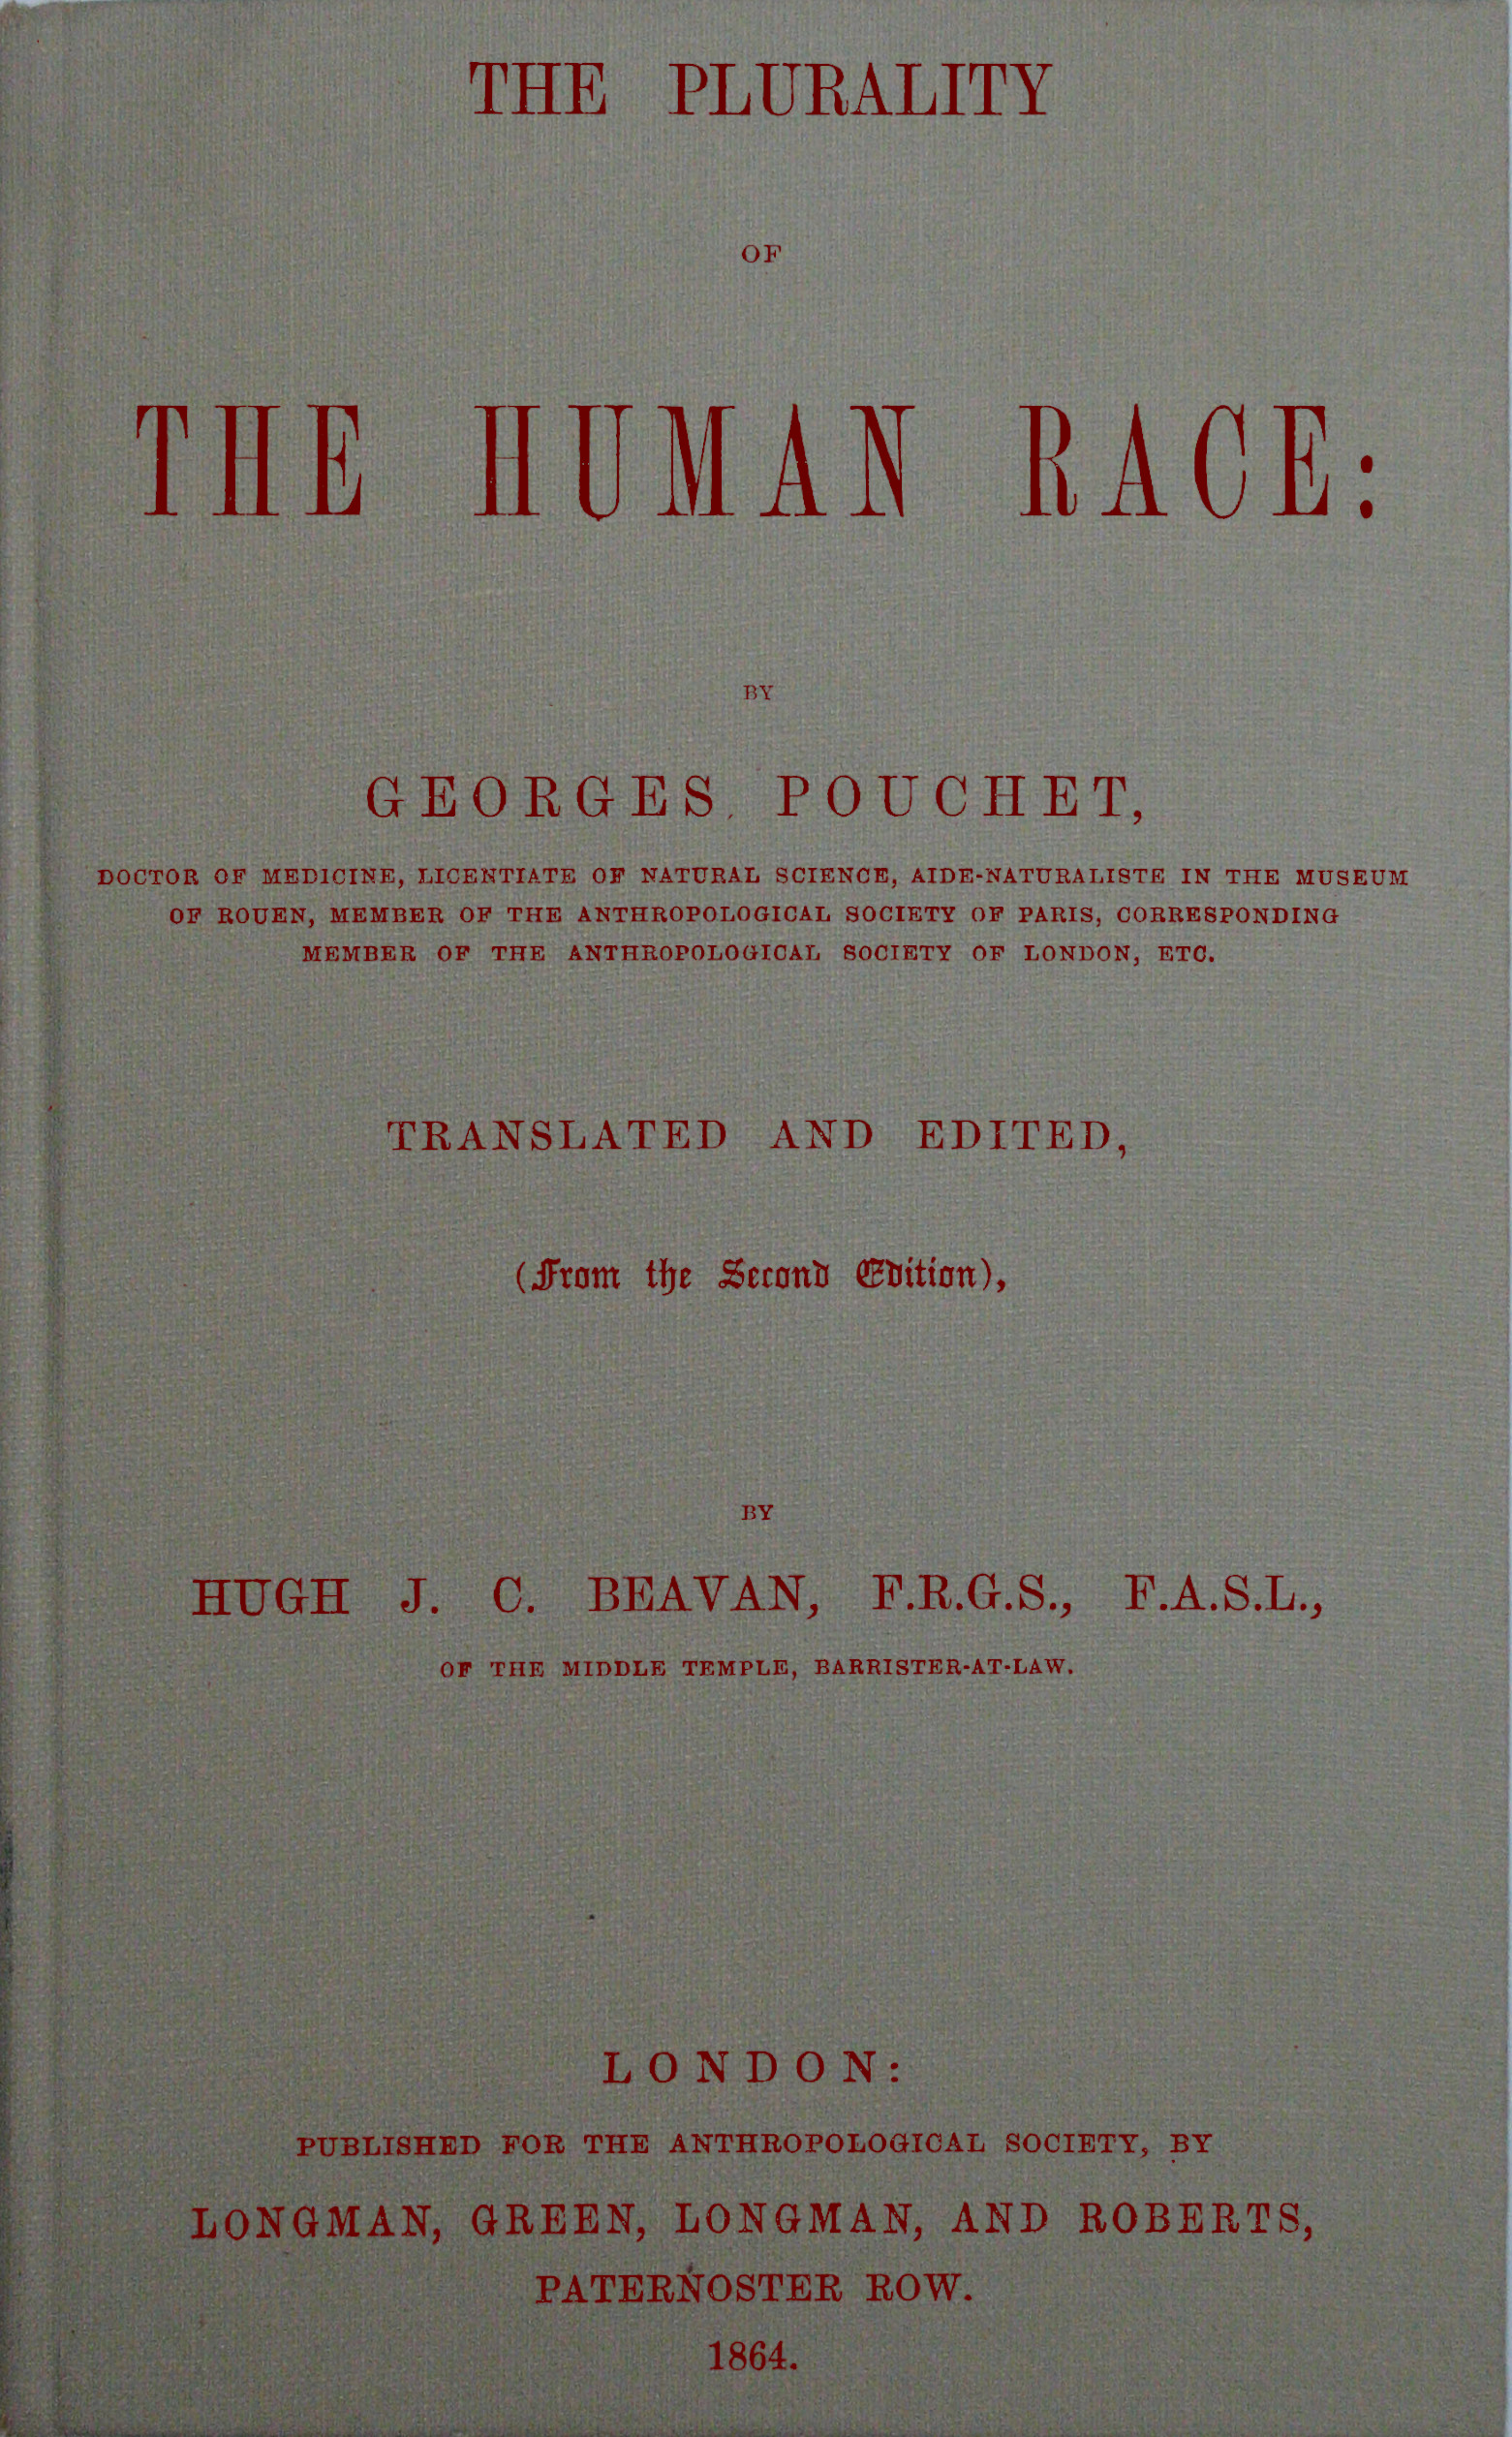 THE PLURALITY
OF
THE HUMAN RACE:
BY
GEORGES, POUCHET,
DOCTOR OF MEDICINE, LICENTIATE OF NATURAL SCIENCE, AIDE-NATURALISTE IN THE MUSEUM
OF ROUEN, MEMBER OF THE ANTHROPOLOGICAL SOCIETY OF PARIS, CORRESPONDING
MEMBER OF THE ANTHROPOLOGICAL SOCIETY OF LONDON, ETC.
TRANSLATED AND EDITED,
(From the Second Edition),
BY
HUGH J. C. BEAVAN, F.R.G.S., F.A.S.L.,
OF THE MIDDLE TEMPLE, BARRISTER-AT-LAW.
LONDON:
PUBLISHED FOR THE ANTHROPOLOGICAL SOCIETY, BY
LONGMAN, GREEN, LONGMAN, AND ROBERTS,
PATERNOSTER ROW.
1864.